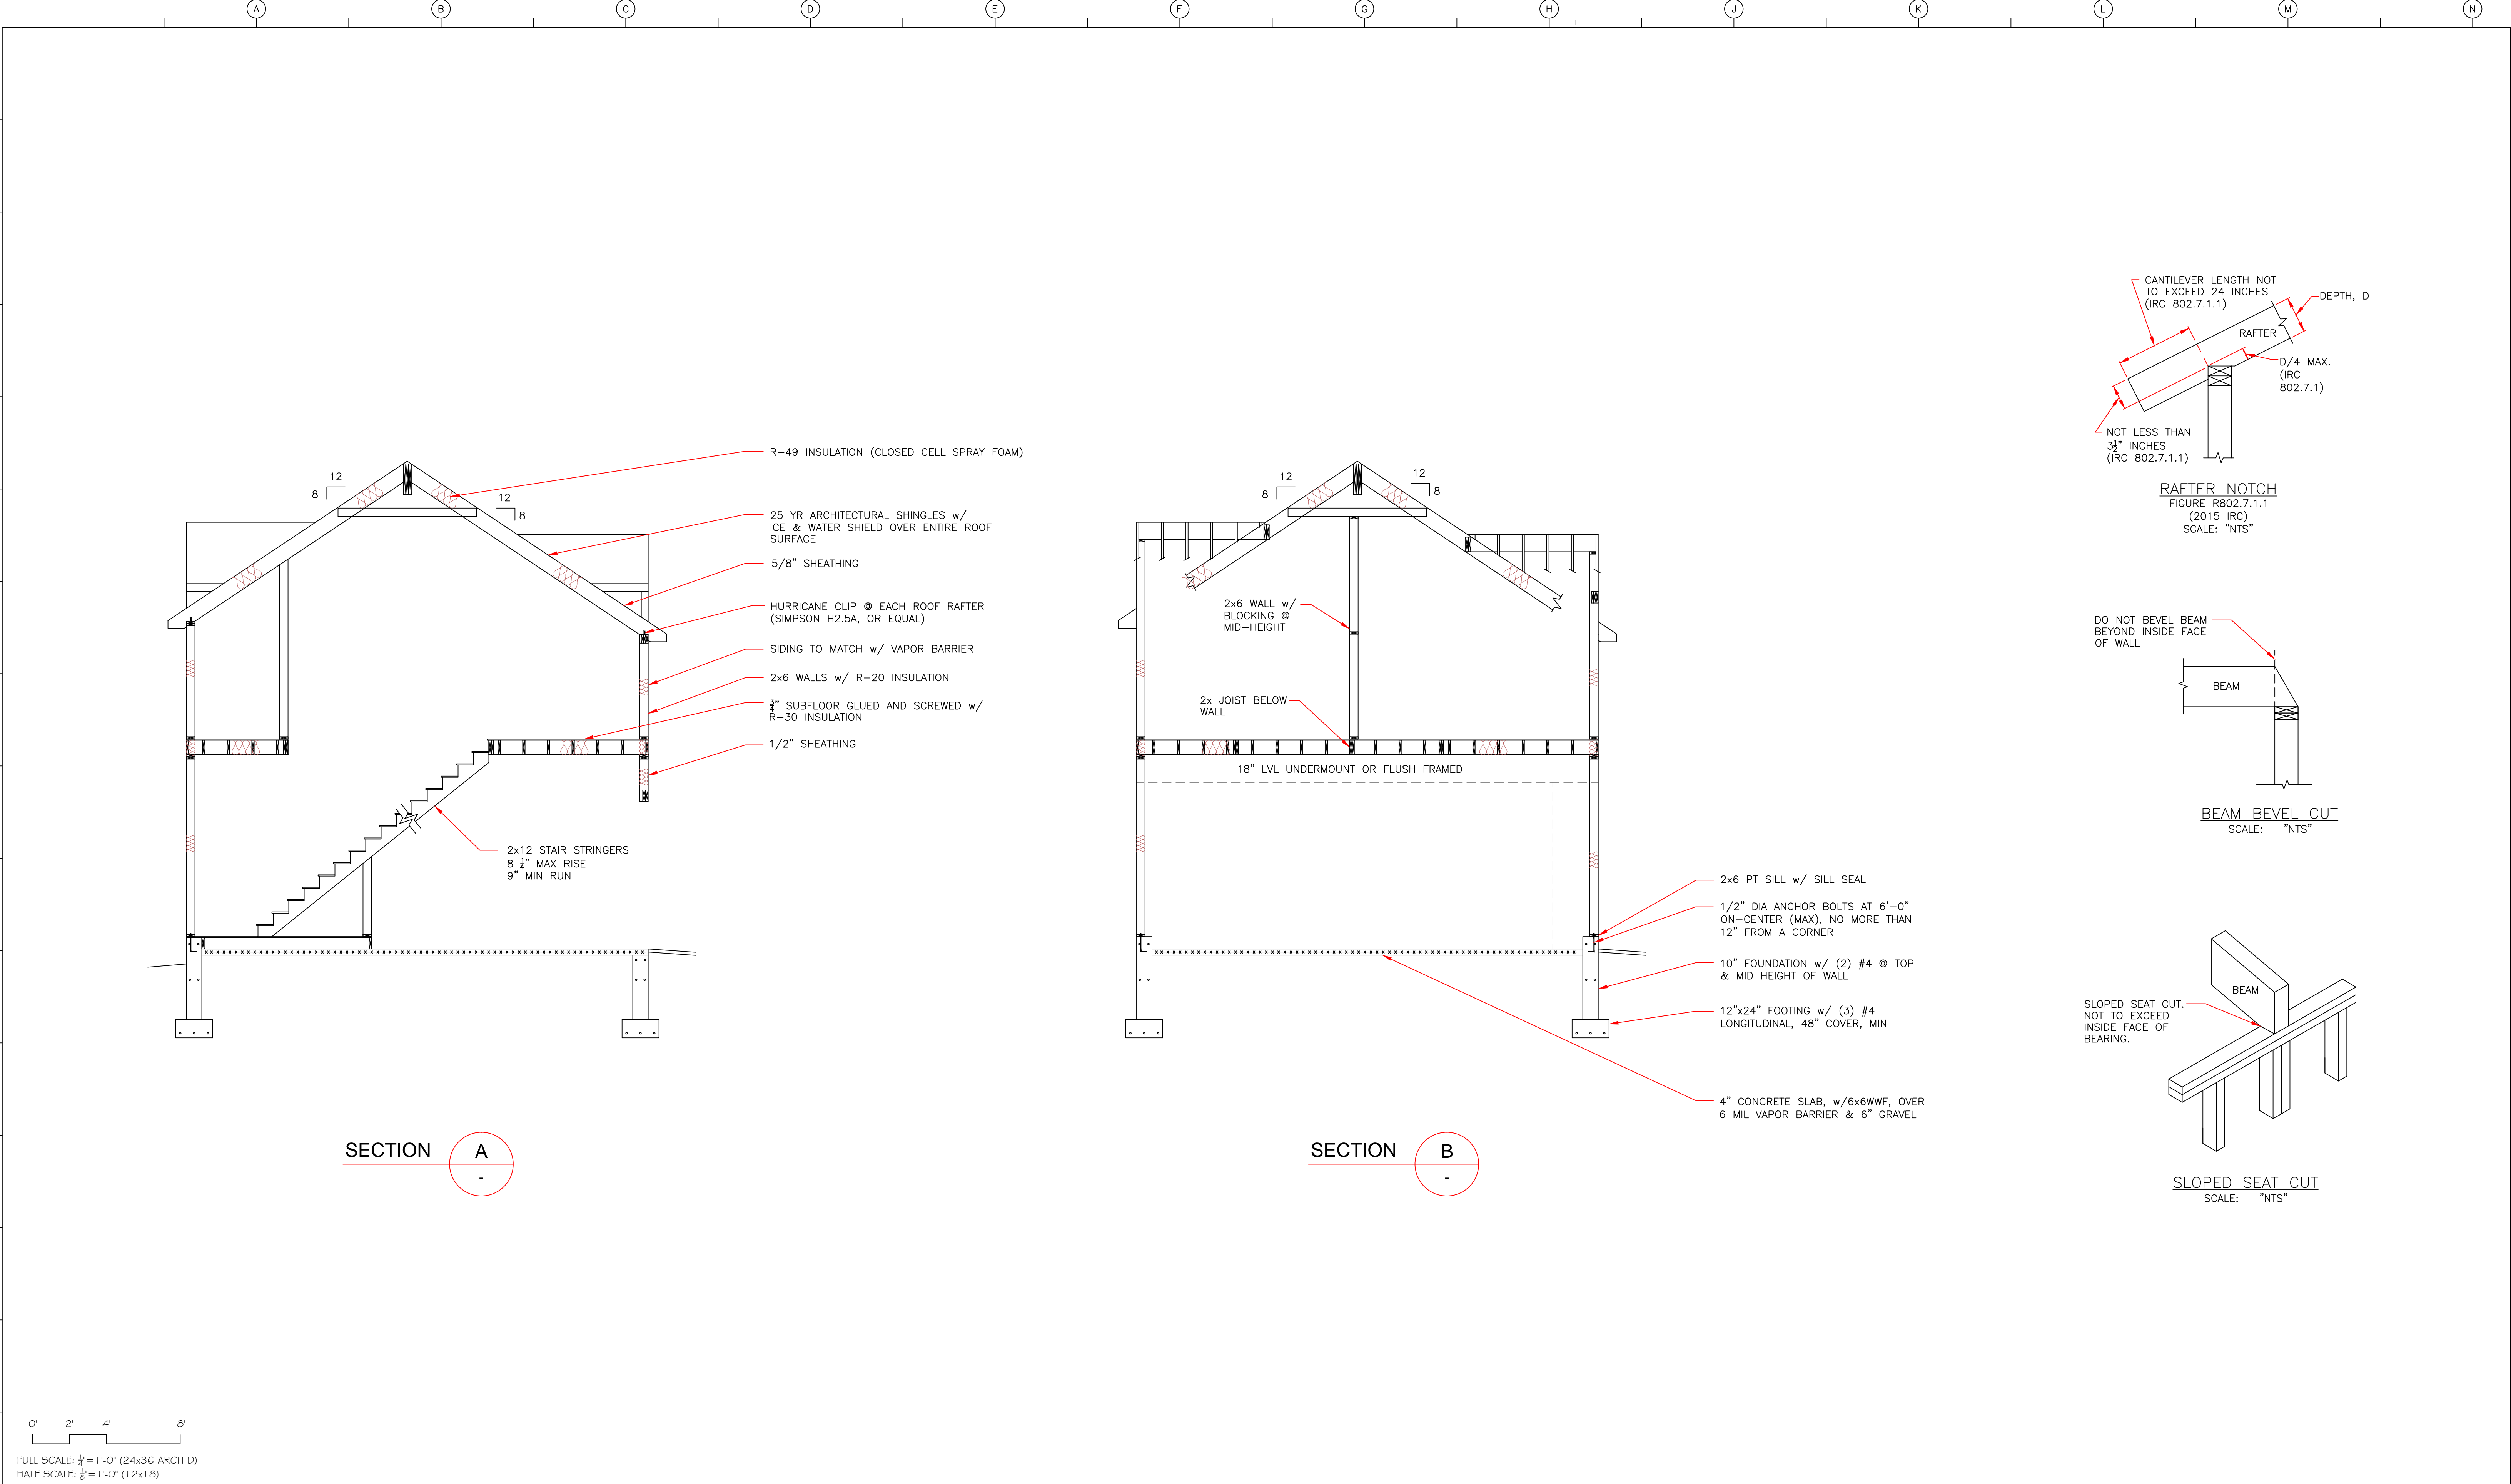 A
B
C
D
E
F
G
H
J
K
L
M
N
R-49 INSULATION (CLOSED CELL SPRAY FOAM)
12
8
12
8
25 YR ARCHITECTURAL SHINGLES w/
ICE & WATER SHIELD OVER ENTIRE ROOF
SURFACE
5/8" SHEATHING
HURRICANE CLIP @ EACH ROOF RAFTER
(SIMPSON H2.5A, OR EQUAL)
SIDING TO MATCH w/ VAPOR BARRIER
2x6 WALLS w/ R-20 INSULATION
3/4" SUBFLOOR GLUED AND SCREWED w/
R-30 INSULATION
1/2" SHEATHING
2x12 STAIR STRINGERS
8 1/4" MAX RISE
9" MIN RUN
SECTION
A
-
12
8
12
8
2x6 WALL w/
BLOCKING @
MID-HEIGHT
2x JOIST BELOW
WALL
18" LVL UNDERMOUNT OR FLUSH FRAMED
2x6 PT SILL w/ SILL SEAL
1/2" DIA ANCHOR BOLTS AT 6'-0"
ON-CENTER (MAX), NO MORE THAN
12" FROM A CORNER
10" FOUNDATION w/ (2) #4 @ TOP
& MID HEIGHT OF WALL
12"x24" FOOTING w/ (3) #4
LONGITUDINAL, 48" COVER, MIN
4" CONCRETE SLAB, w/6x6WWF, OVER
6 MIL VAPOR BARRIER & 6" GRAVEL
SECTION
B
-
CANTILEVER LENGTH NOT
TO EXCEED 24 INCHES
(IRC 802.7.1.1)
DEPTH, D
RAFTER
D/4 MAX.
(IRC
802.7.1)
NOT LESS THAN
3 1/2" INCHES
(IRC 802.7.1.1)
RAFTER NOTCH
FIGURE R802.7.1.1
(2015 IRC)
SCALE: "NTS"
DO NOT BEVEL BEAM
BEYOND INSIDE FACE
OF WALL
BEAM
BEAM BEVEL CUT
SCALE: "NTS"
BEAM
SLOPED SEAT CUT.
NOT TO EXCEED
INSIDE FACE OF
BEARING.
SLOPED SEAT CUT
SCALE: "NTS"
0' 2' 4' 8'
FULL SCALE: 1/4"=1'-0" (24x36 ARCH D)
HALF SCALE: 1/8"=1'-0" (12x18)